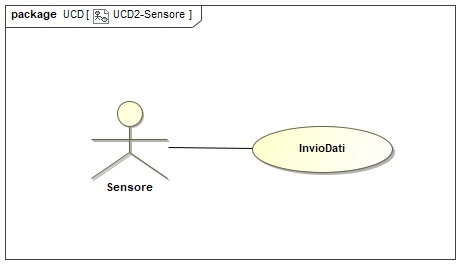 package UCD [ UCD2-Sensore ]
InvioDati
Sensore